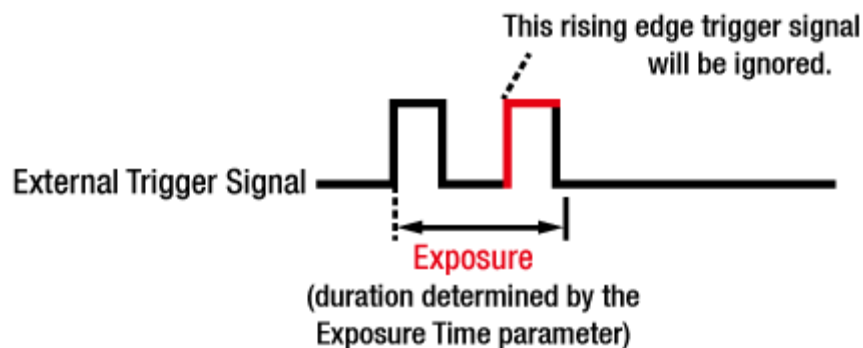 This rising edge trigger signal
will be ignored.
External Trigger Signal
Exposure
(duration determined by the
Exposure Time parameter)